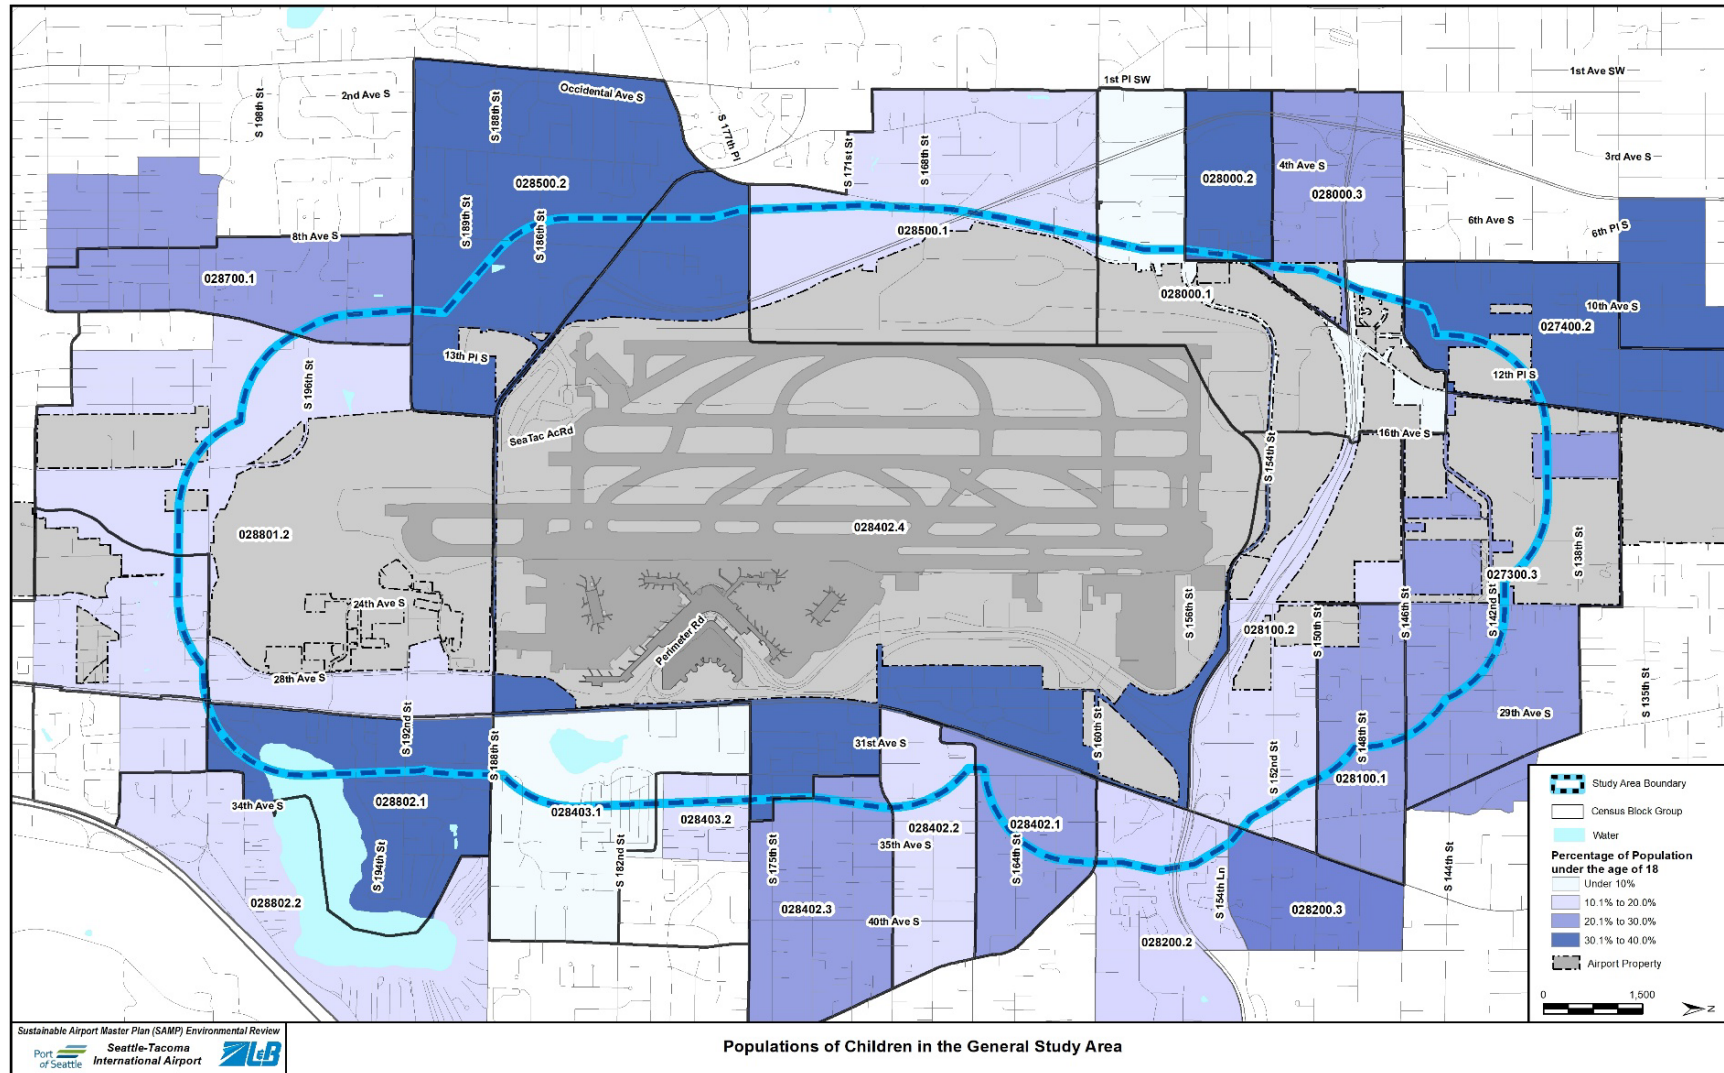 1st Pl SW
1st Ave SW
2nd Ave S
Occidental Ave S
S 198th St
S 188th St
S 177th Pl
S 171st St
S 168th St
4th Ave S
3rd Ave S
028500.2
028000.2
028000.3
S 189th St
S 186th St
6th Ave S
6th Pl S
8th Ave S
028500.1
028700.1
028000.1
10th Ave S
027400.2
13th Pl S
12th Pl S
S 196th St
SeaTac AcRd
16th Ave S
S 154th St
028402.4
028801.2
S 138th St
027300.3
24th Ave S
S 156th St
S 142nd St
S 146th St
S 150th St
028100.2
Perimeter Rd
28th Ave S
S 135th St
S 192nd St
29th Ave S
S 188th St
S 160th St
31st Ave S
S 148th St
S 152nd St
028100.1
34th Ave S
028802.1
028403.1
028403.2
028402.2
028402.1
35th Ave S
S 194th St
S 182nd St
S 175th St
S 164th St
S 154th Ln
S 144th St
028802.2
028402.3
40th Ave S
028200.3
028200.2
Study Area Boundary
Census Block Group
Water
Percentage of Population
under the age of 18
Under 10%
10.1% to 20.0%
20.1% to 30.0%
30.1% to 40.0%
Airport Property
0 1,500
N
Sustainable Airport Master Plan (SAMP) Environmental Review
Port of Seattle
Seattle-Tacoma
International Airport
L&B
Populations of Children in the General Study Area